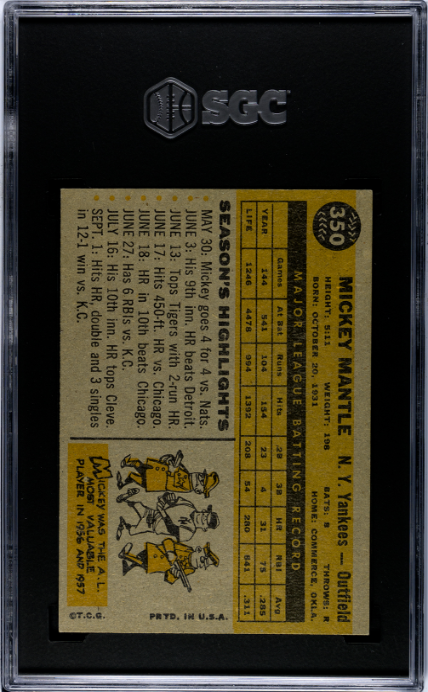 SGC
350
MICKEY MANTLE N. Y. Yankees — Outfield
HEIGHT: 5:11 WEIGHT: 198 BATS: B THROWS: R
BORN: OCTOBER 20, 1931 HOME: COMMERCE, OKLA.
MAJOR LEAGUE BATTING RECORD
Games At Bat Runs Hits 2B 3B HR RBI Avg
YEAR 144 541 104 154 23 4 31 75 .285
LIFE 1246 4478 994 1392 208 54 280 841 .311
SEASON'S HIGHLIGHTS
MAY 30: Mickey goes 4 for 4 vs. Nats.
JUNE 3: His 9th inn. HR beats Detroit.
JUNE 13: Tops Tigers with 2-run HR.
JUNE 17: Hits 450-ft. HR vs. Chicago.
JUNE 18: HR in 10th beats Chicago.
JUNE 27: Has 6 RBIs vs. K.C.
JULY 16: His 10th inn. HR tops Cleve.
SEPT. 1: Hits HR, double and 3 singles
in 12-1 win vs. K.C.
MICKEY WAS THE A.L.
MOST VALUABLE
PLAYER IN 1956 AND 1957
©T.C.G. PRTD. IN U.S.A.